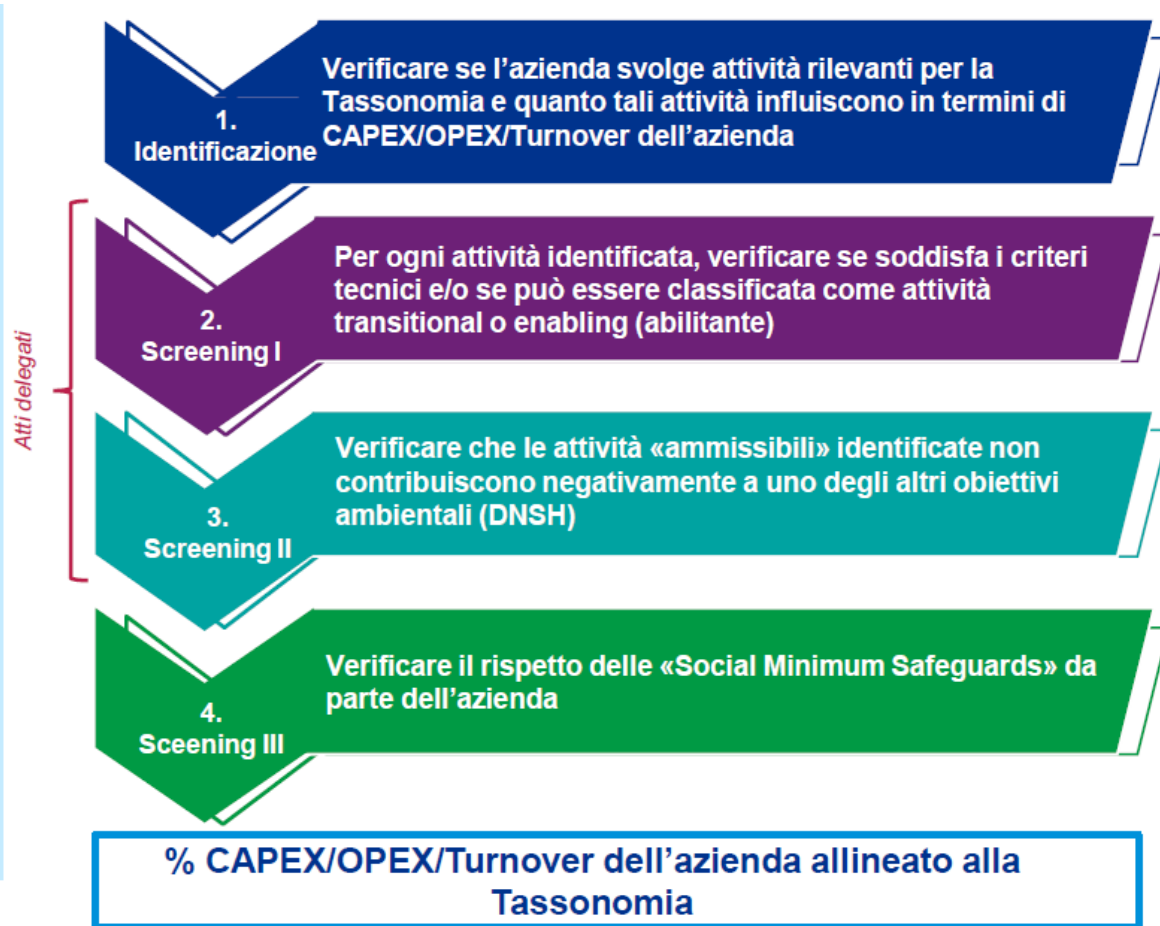 1.
Identificazione
Verificare se l’azienda svolge attività rilevanti per la
Tassonomia e quanto tali attività influiscono in termini di
CAPEX/OPEX/Turnover dell’azienda
Atti delegati
2.
Screening I
Per ogni attività identificata, verificare se soddisfa i criteri
tecnici e/o se può essere classificata come attività
transitional o enabling (abilitante)
3.
Screening II
Verificare che le attività «ammissibili» identificate non
contribuiscono negativamente a uno degli altri obiettivi
ambientali (DNSH)
4.
Sceening III
Verificare il rispetto delle «Social Minimum Safeguards» da
parte dell’azienda
% CAPEX/OPEX/Turnover dell’azienda allineato alla
Tassonomia